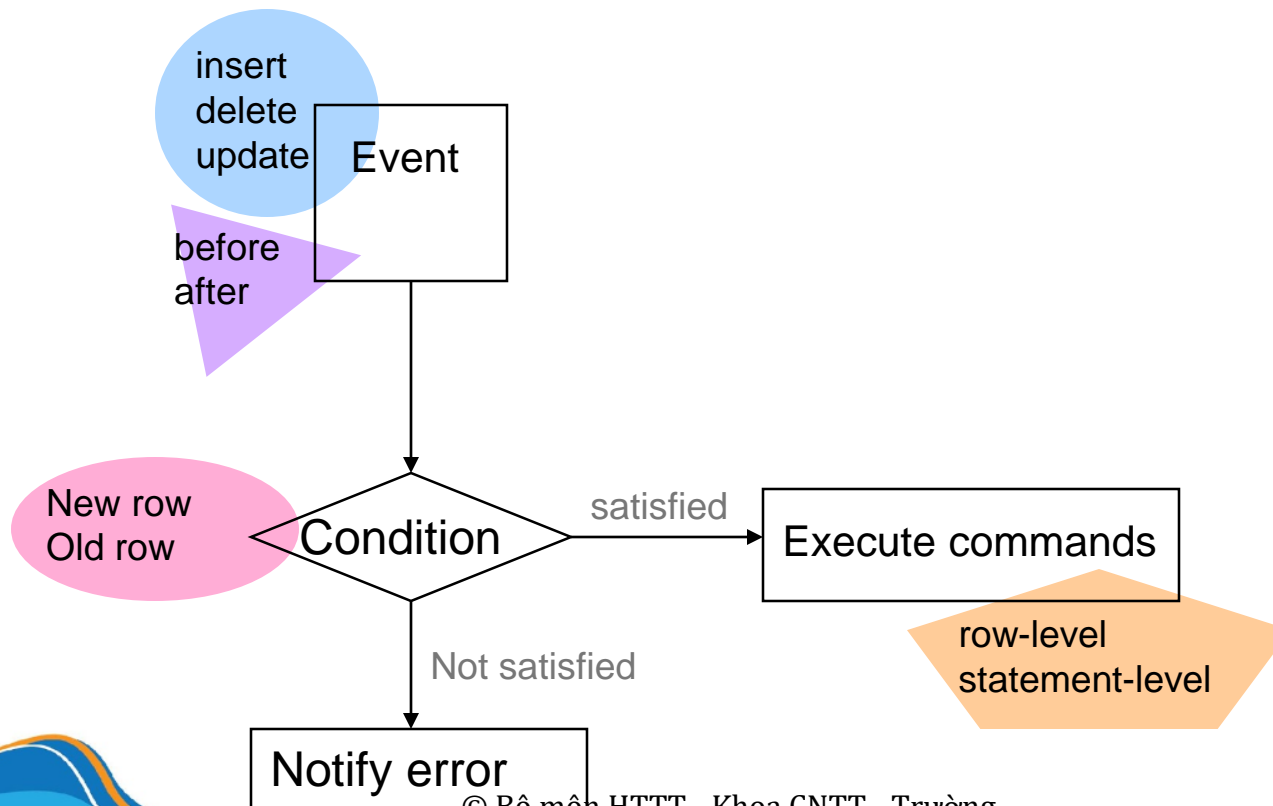 insert
delete
update
Event
before
after
New row
Old row
Condition
satisfied
Execute commands
row-level
statement-level
Not satisfied
Notify error
© Bộ môn HTTT - Khoa CNTT - Trường